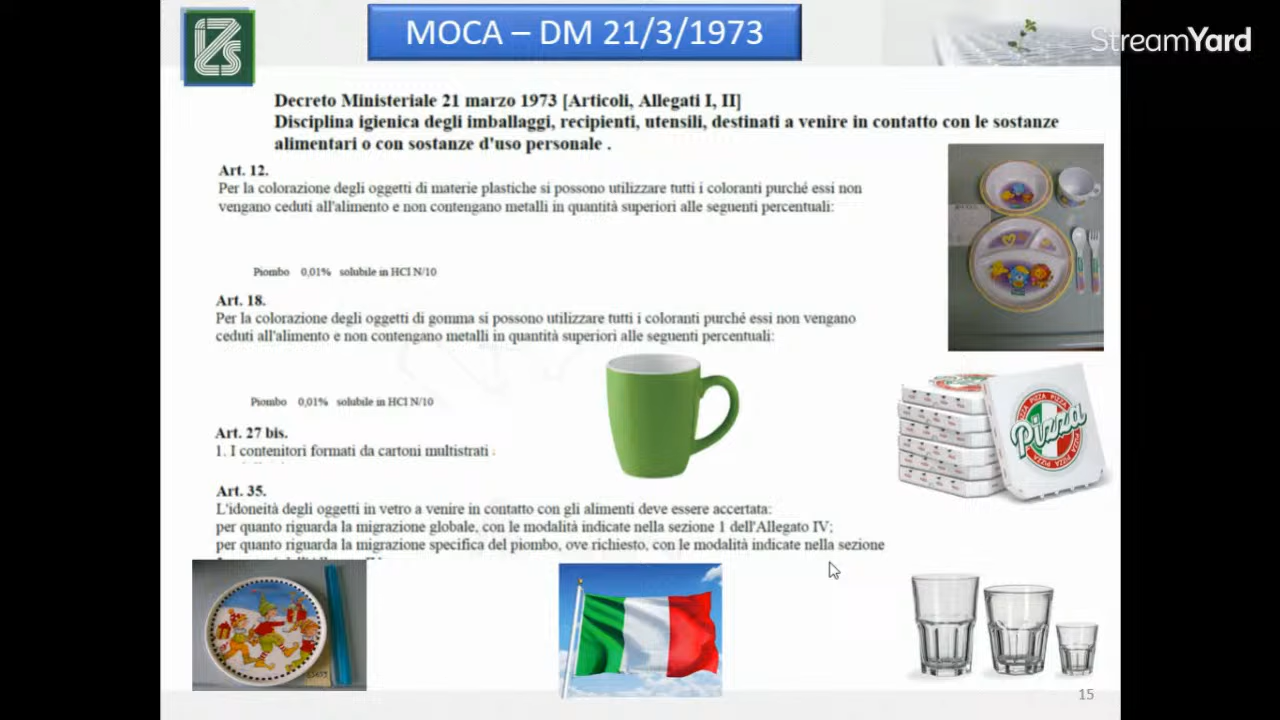 MOCA – DM 21/3/1973
StreamYard
Decreto Ministeriale 21 marzo 1973 [Articoli, Allegati I, II]
Disciplina igienica degli imballaggi, recipienti, utensili, destinati a venire in contatto con le sostanze
alimentari o con sostanze d'uso personale .
Art. 12.
Per la colorazione degli oggetti di materie plastiche si possono utilizzare tutti i coloranti purché essi non
vengano ceduti all'alimento e non contengano metalli in quantità superiori alle seguenti percentuali:
Piombo 0,01% solubile in HCl N/10
Art. 18.
Per la colorazione degli oggetti di gomma si possono utilizzare tutti i coloranti purché essi non vengano
ceduti all'alimento e non contengano metalli in quantità superiori alle seguenti percentuali:
Piombo 0,01% solubile in HCl N/10
Art. 27 bis.
1. I contenitori formati da cartoni multistrati
Art. 35.
L'idoneità degli oggetti in vetro a venire in contatto con gli alimenti deve essere accertata:
per quanto riguarda la migrazione globale, con le modalità indicate nella sezione 1 dell'Allegato IV;
per quanto riguarda la migrazione specifica del piombo, ove richiesto, con le modalità indicate nella sezione
Pizza
PIZZA PIZZA PIZZA
15